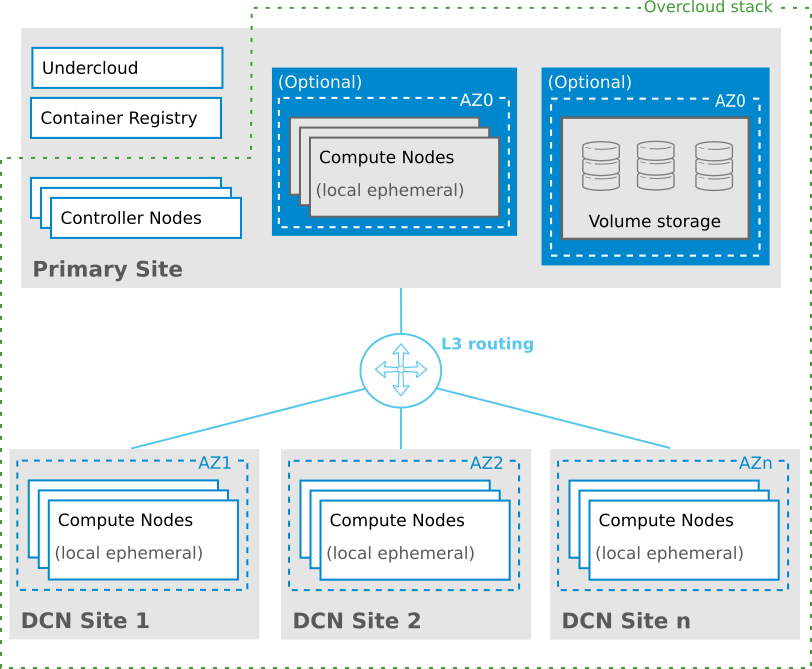 Overcloud stack
Undercloud
Container Registry
Controller Nodes
Primary Site
(Optional)
AZ0
Compute Nodes
(local ephemeral)
(Optional)
AZ0
Volume storage
L3 routing
AZ1
Compute Nodes
(local ephemeral)
DCN Site 1
AZ2
Compute Nodes
(local ephemeral)
DCN Site 2
AZn
Compute Nodes
(local ephemeral)
DCN Site n